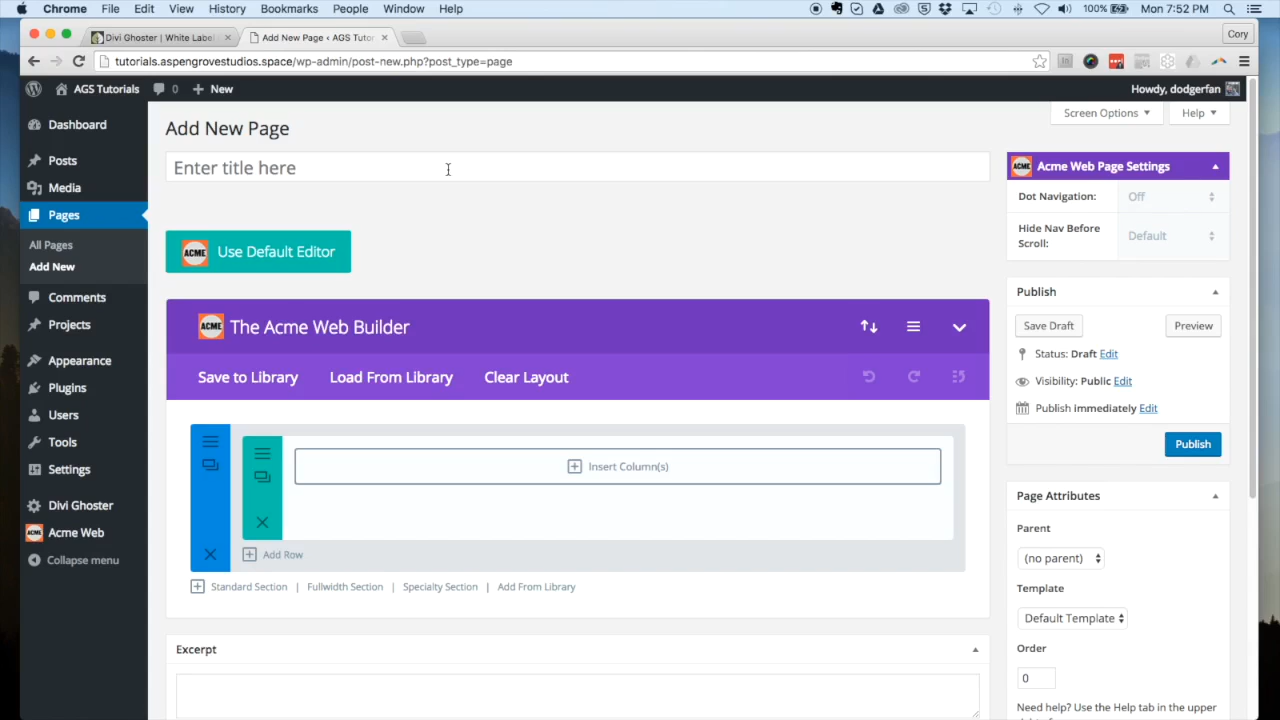 Chrome File Edit View History Bookmarks People Window Help 100% Mon 7:52 PM
Divi Ghoster | White Label Add New Page ‹ AGS Tutor Cory
tutorials.aspengrovestudios.space/wp-admin/post-new.php?post_type=page
AGS Tutorials 0 New Howdy, dodgerfan
Screen Options Help
Dashboard
Posts
Media
Pages
All Pages
Add New
Comments
Projects
Appearance
Plugins
Users
Tools
Settings
Divi Ghoster
ACME Acme Web
Collapse menu
Add New Page
Enter title here
ACME Use Default Editor
ACME The Acme Web Builder
Save to Library Load From Library Clear Layout
Insert Column(s)
Add Row
Standard Section | Fullwidth Section | Specialty Section | Add From Library
Excerpt
ACME Acme Web Page Settings
Dot Navigation: Off
Hide Nav Before
Scroll:
Default
Publish
Save Draft Preview
Status: Draft Edit
Visibility: Public Edit
Publish immediately Edit
Publish
Page Attributes
Parent
(no parent)
Template
Default Template
Order
0
Need help? Use the Help tab in the upper